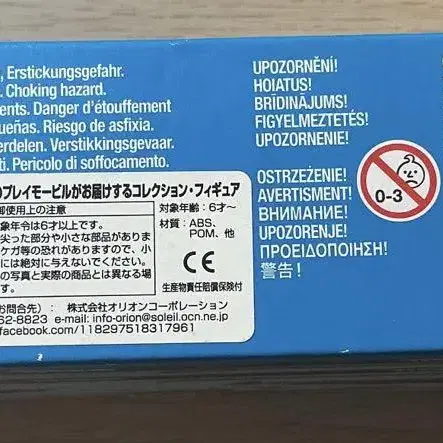 , Erstickungsgefahr.
. Choking hazard.
ents. Danger d'étouffement
queñas. Riesgo de asfixia.
erdelen. Verstikkingsgevaar.
ti. Pericolo di soffocamento.
UPOZORNĚNÍ!
HOIATUS!
BRĪDINĀJUMS!
FIGYELMEZTETÉS!
UPOZORNENIE!
OSTRZEŻENIE!
AVERTISMENT!
ВНИМАНИЕ!
UPOZORENJE!
ΠΡΟΕΙΔΟΠΟΙΗΣΗ!
警告!
0-3
プレイモービルがお届けするコレクション・フィギュア
御使用上の注意
対象年令は6才以上です。
尖った部分や小さな部品がありま
ケガ等の恐れがありますので、小
には絶対に与えないでください。
の写真と実際の商品とは異なる場
す。
対象年齢：6才～
材質：ABS、
POM、他
CE
生産物責任賠償保険付
お問合先）： 株式会社オリオンコーポレーション
62-8823 e-mail: info-orion@soleil.ocn.ne.jp
facebook.com/118297518317961